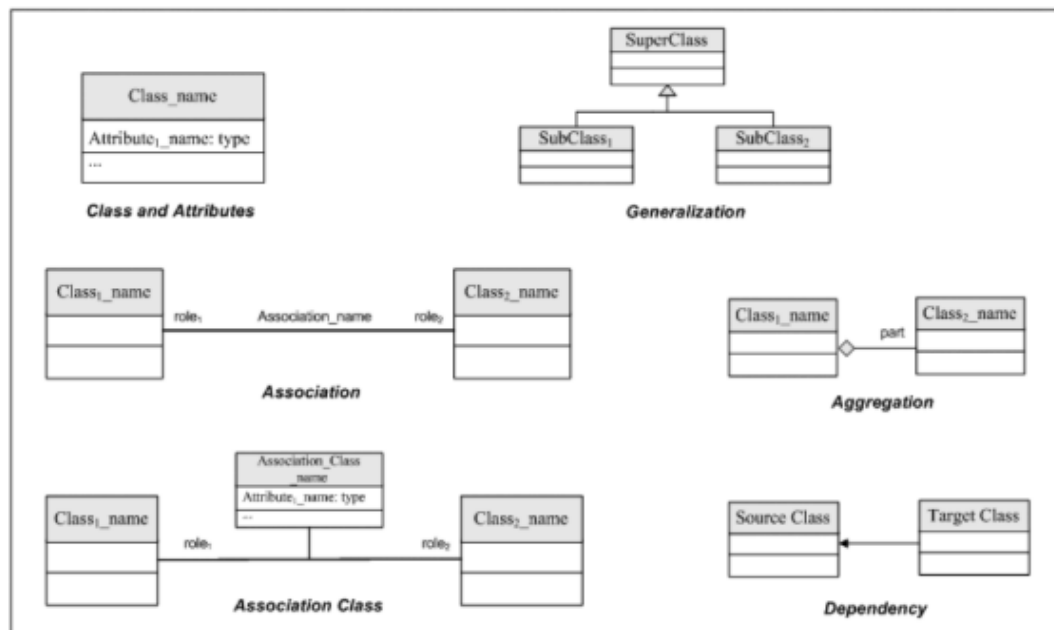 Class_name
Attribute₁_name: type
...
Class and Attributes
SuperClass
SubClass₁
SubClass₂
Generalization
Class₁_name
role₁
Association_name
role₂
Class₂_name
Association
Class₁_name
part
Class₂_name
Aggregation
Association_Class
_name
Attribute₁_name: type
...
Class₁_name
role₁
role₂
Class₂_name
Association Class
Source Class
Target Class
Dependency